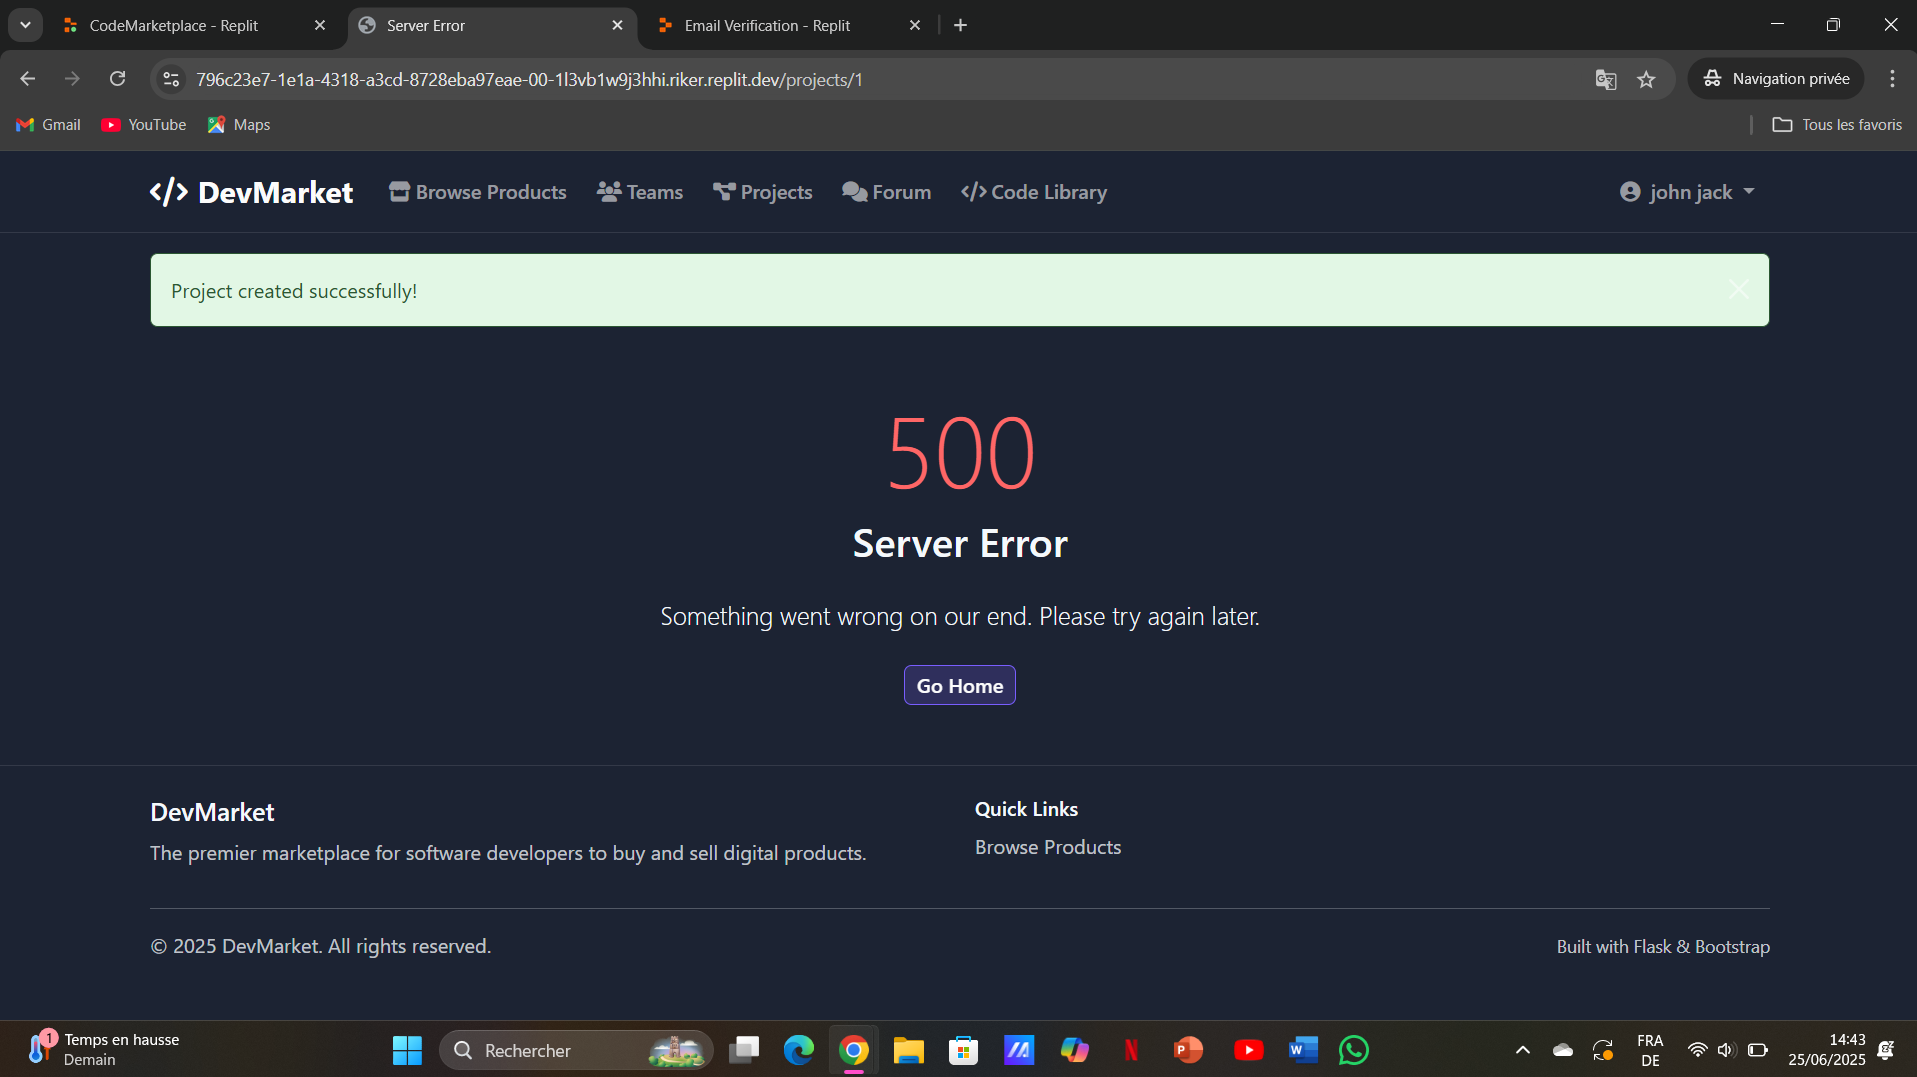 CodeMarketplace - Replit
Server Error
Email Verification - Replit
796c23e7-1e1a-4318-a3cd-8728eba97eae-00-1l3vb1w9j3hhi.riker.replit.dev/projects/1
Navigation privée
Gmail
YouTube
Maps
Tous les favoris
</> DevMarket
Browse Products
Teams
Projects
Forum
</> Code Library
john jack
Project created successfully!
500
Server Error
Something went wrong on our end. Please try again later.
Go Home
DevMarket
The premier marketplace for software developers to buy and sell digital products.
Quick Links
Browse Products
© 2025 DevMarket. All rights reserved.
Built with Flask & Bootstrap
1
Temps en hausse
Demain
Rechercher
FRA
DE
14:43
25/06/2025